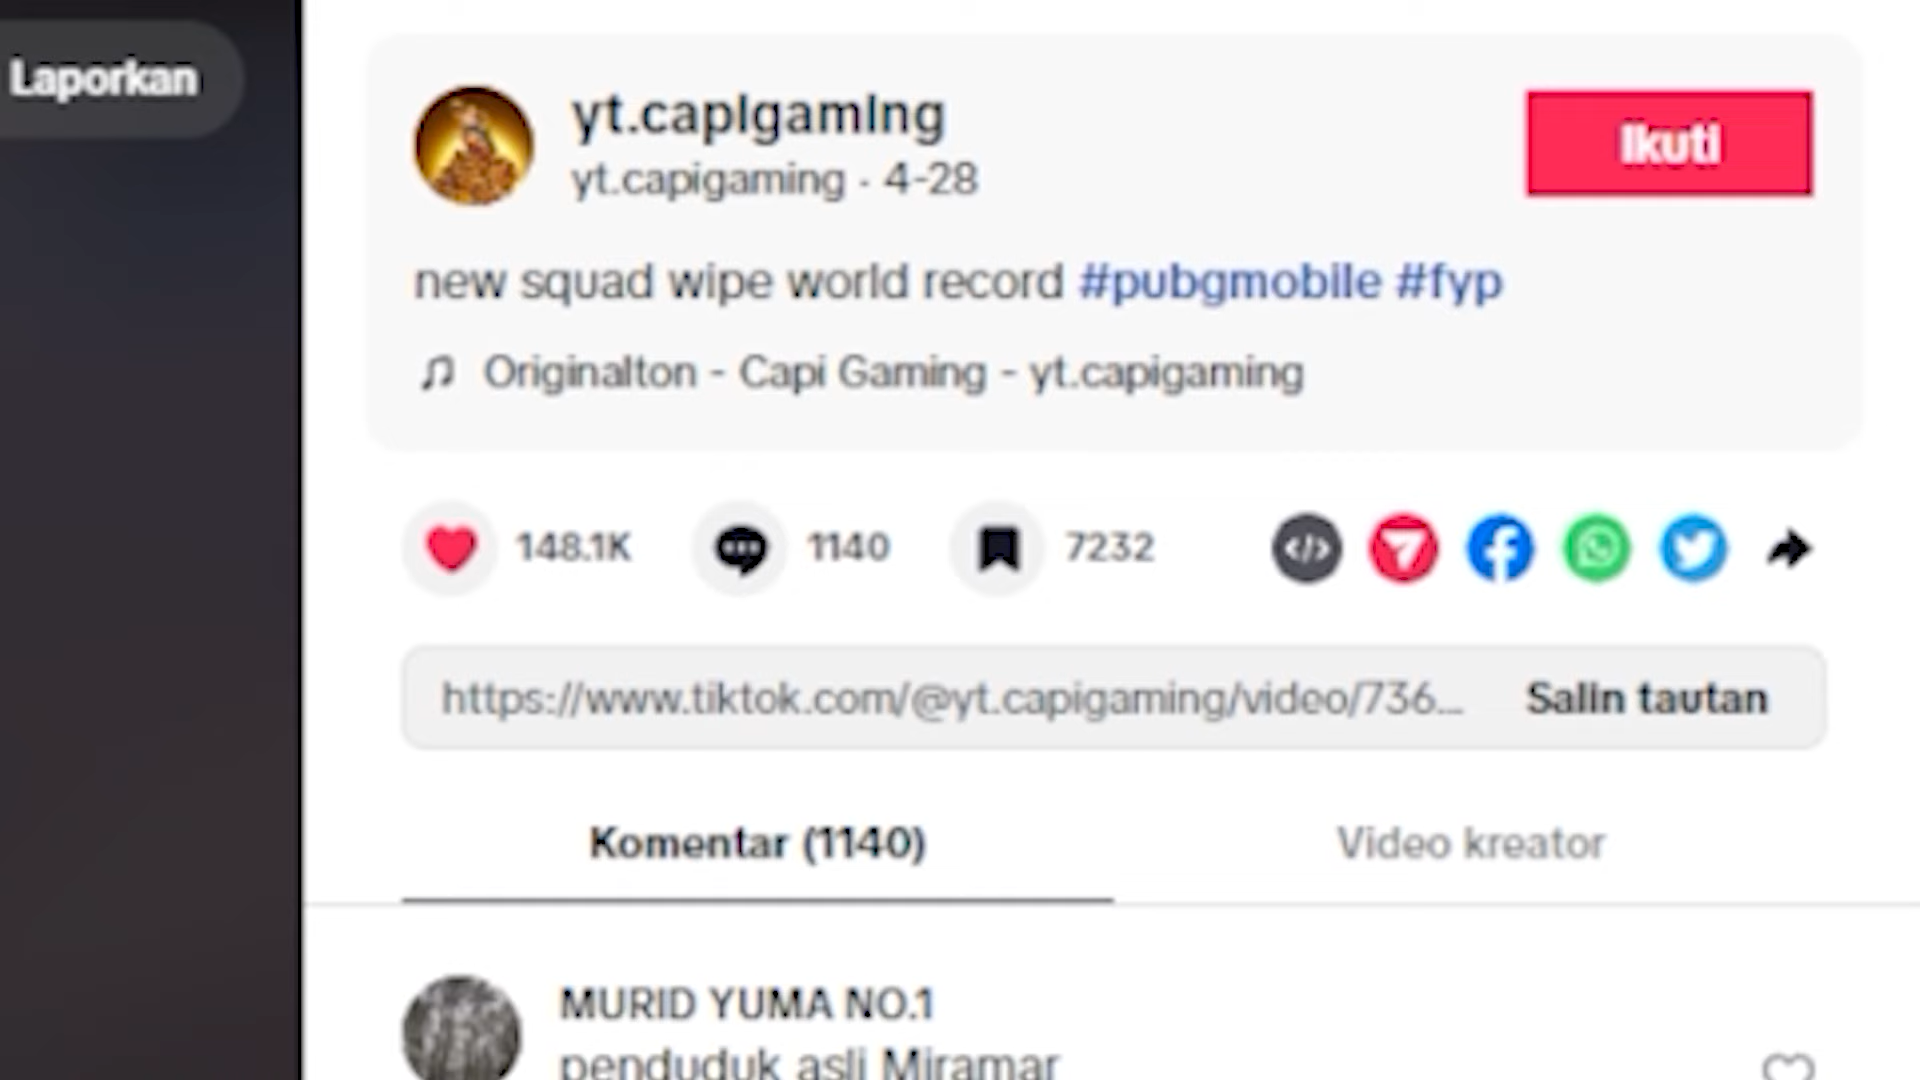 Laporkan
yt.capigaming
yt.capigaming · 4-28
Ikuti
new squad wipe world record #pubgmobile #fyp
Originalton - Capi Gaming - yt.capigaming
148.1K
1140
7232
https://www.tiktok.com/@yt.capigaming/video/736...
Salin tautan
Komentar (1140)
Video kreator
MURID YUMA NO.1
penduduk asli Miramar